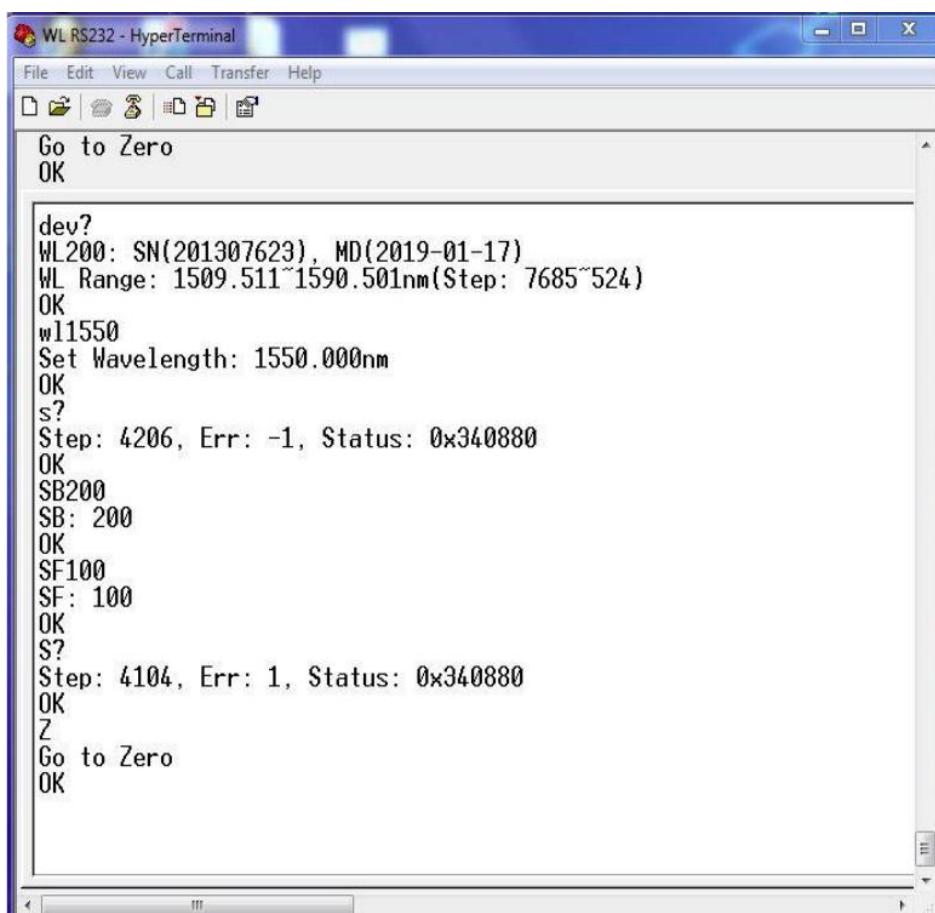 WL RS232 - HyperTerminal
File Edit View Call Transfer Help
Go to Zero
OK
dev?
WL200: SN(201307623), MD(2019-01-17)
WL Range: 1509.511~1590.501nm(Step: 7685~524)
OK
wl1550
Set Wavelength: 1550.000nm
OK
s?
Step: 4206, Err: -1, Status: 0x340880
OK
SB200
SB: 200
OK
SF100
SF: 100
OK
S?
Step: 4104, Err: 1, Status: 0x340880
OK
Z
Go to Zero
OK